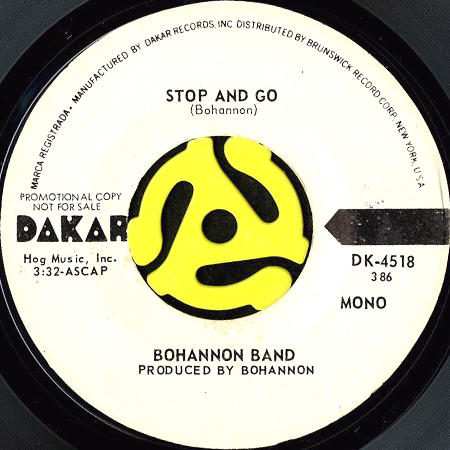 MARCA REGISTRADA • MANUFACTURED BY DAKAR RECORDS, INC DISTRIBUTED BY BRUNSWICK RECORD CORP. NEW YORK, U.S.A
STOP AND GO
(Bohannon)
PROMOTIONAL COPY
NOT FOR SALE
DAKAR
Hog Music, Inc.
3:32-ASCAP
DK-4518
386
MONO
BOHANNON BAND
PRODUCED BY BOHANNON